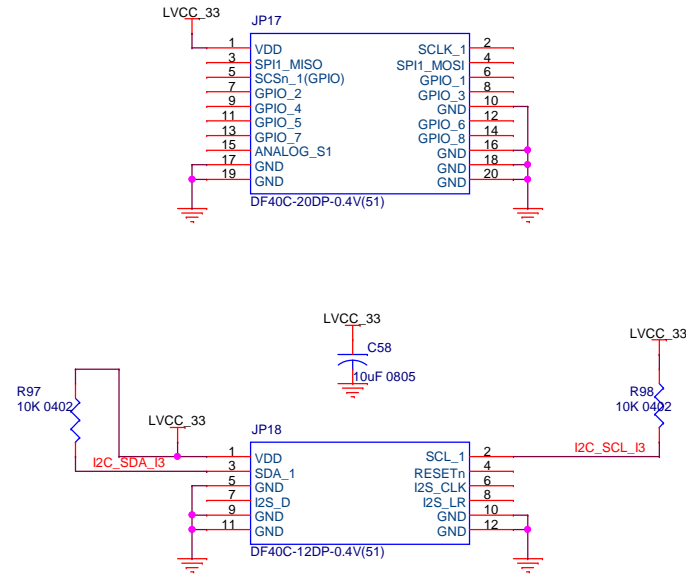 LVCC_33
JP17
1 VDD SCLK_1 2
3 SPI1_MISO SPI1_MOSI 4
5 SCSn_1(GPIO) GPIO_1 6
7 GPIO_2 GPIO_3 8
9 GPIO_4 GND 10
11 GPIO_5 GPIO_6 12
13 GPIO_7 GPIO_8 14
15 ANALOG_S1 GND 16
17 GND GND 18
19 GND GND 20
DF40C-20DP-0.4V(51)
LVCC_33
C58
10uF 0805
LVCC_33
R97
10K 0402
R98
10K 0402
LVCC_33
JP18
I2C_SDA_I3
I2C_SCL_I3
1 VDD SCL_1 2
3 SDA_1 RESETn 4
5 GND I2S_CLK 6
7 I2S_D I2S_LR 8
9 GND GND 10
11 GND GND 12
DF40C-12DP-0.4V(51)